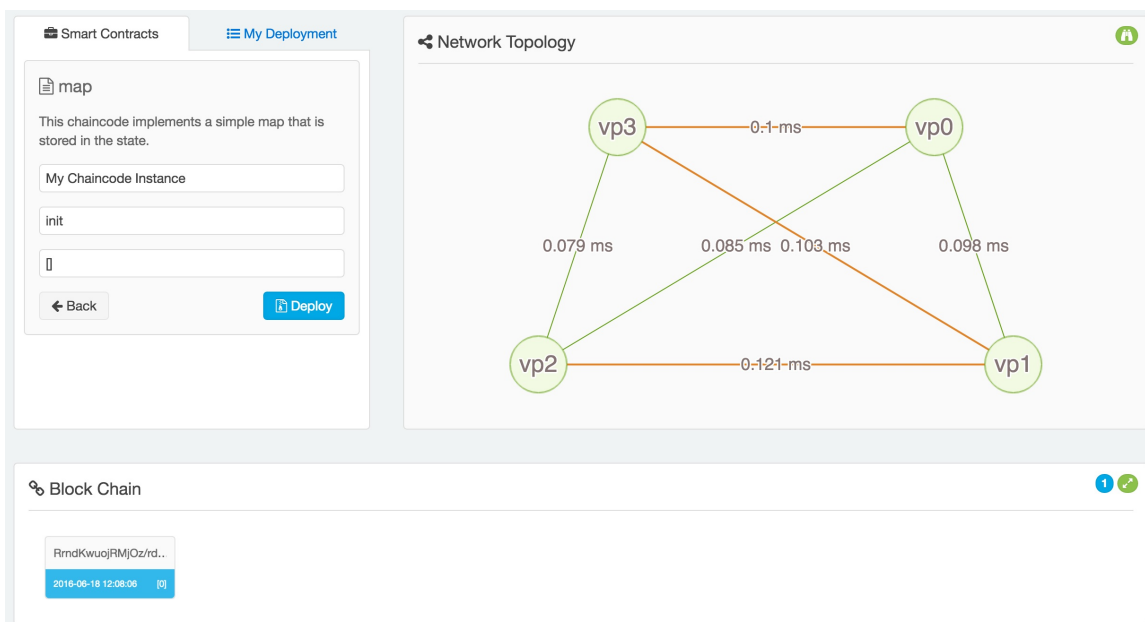 Smart Contracts
My Deployment
map
This chaincode implements a simple map that is
stored in the state.
My Chaincode Instance
init
[]
Back
Deploy
Network Topology
vp3
0.1 ms
vp0
0.079 ms
0.085 ms
0.103 ms
0.098 ms
vp2
0.121 ms
vp1
Block Chain
1
RrndKwuojRMjOz/rd..
2016-06-18 12:08:06 [0]